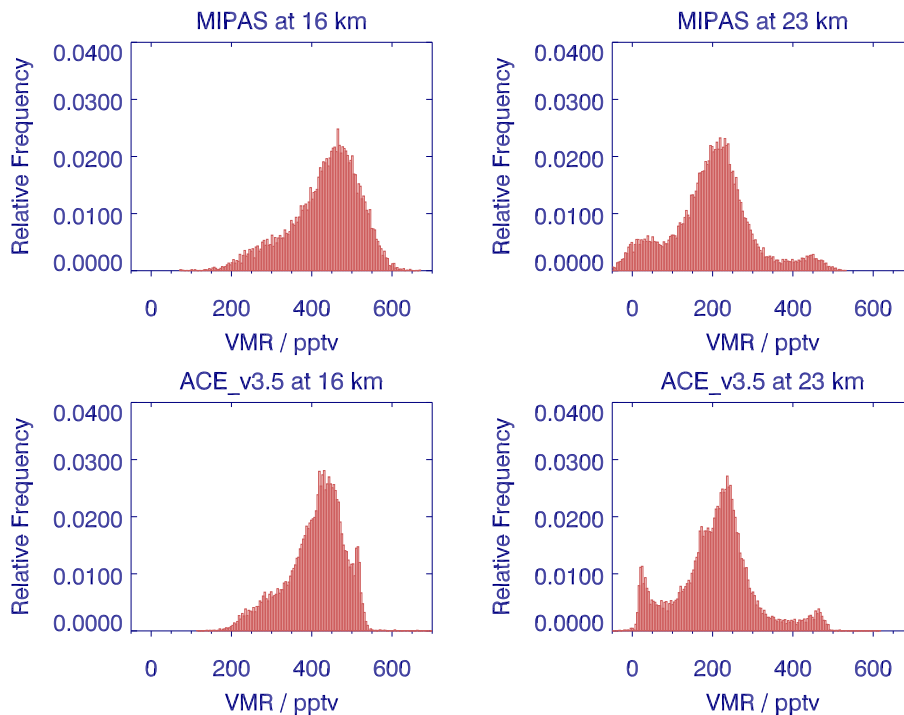 MIPAS at 16 km
Relative Frequency
0.0400
0.0300
0.0200
0.0100
0.0000
0 200 400 600
VMR / pptv
MIPAS at 23 km
Relative Frequency
0.0400
0.0300
0.0200
0.0100
0.0000
0 200 400 600
VMR / pptv
ACE_v3.5 at 16 km
Relative Frequency
0.0400
0.0300
0.0200
0.0100
0.0000
0 200 400 600
VMR / pptv
ACE_v3.5 at 23 km
Relative Frequency
0.0400
0.0300
0.0200
0.0100
0.0000
0 200 400 600
VMR / pptv